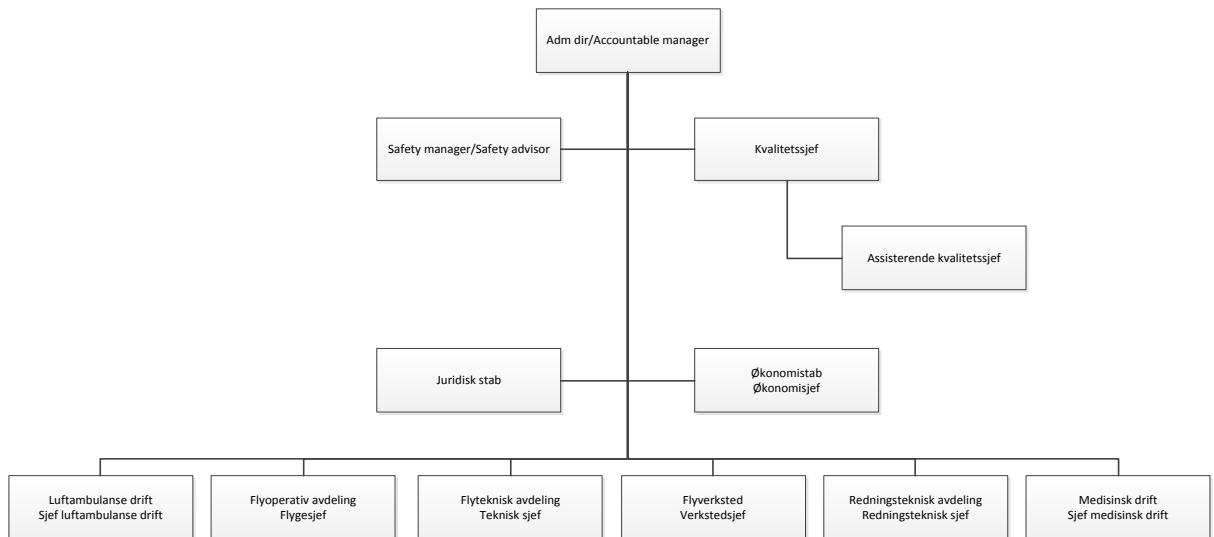 Adm dir/Accountable manager
Safety manager/Safety advisor
Kvalitetssjef
Assisterende kvalitetssjef
Juridisk stab
Økonomistab
Økonomisjef
Luftambulanse drift
Sjef luftambulanse drift
Flyoperativ avdeling
Flygesjef
Flyteknisk avdeling
Teknisk sjef
Flyverksted
Verkstedsjef
Redningsteknisk avdeling
Redningsteknisk sjef
Medisinsk drift
Sjef medisinsk drift